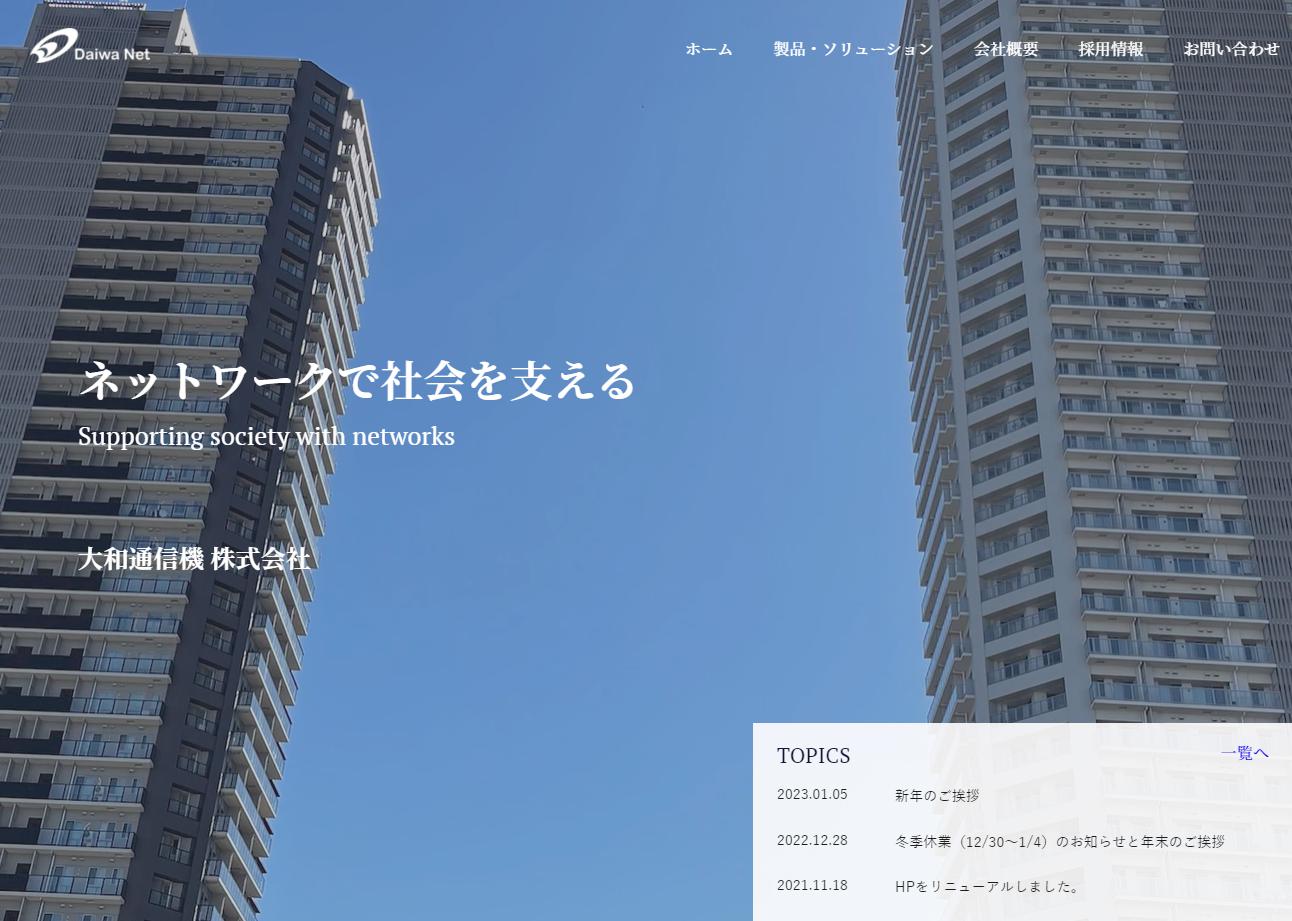 Daiwa Net
ホーム 製品・ソリューション 会社概要 採用情報 お問い合わせ
ネットワークで社会を支える
Supporting society with networks
大和通信機 株式会社
TOPICS 一覧へ
2023.01.05 新年のご挨拶
2022.12.28 冬季休業（12/30～1/4）のお知らせと年末のご挨拶
2021.11.18 HPをリニューアルしました。